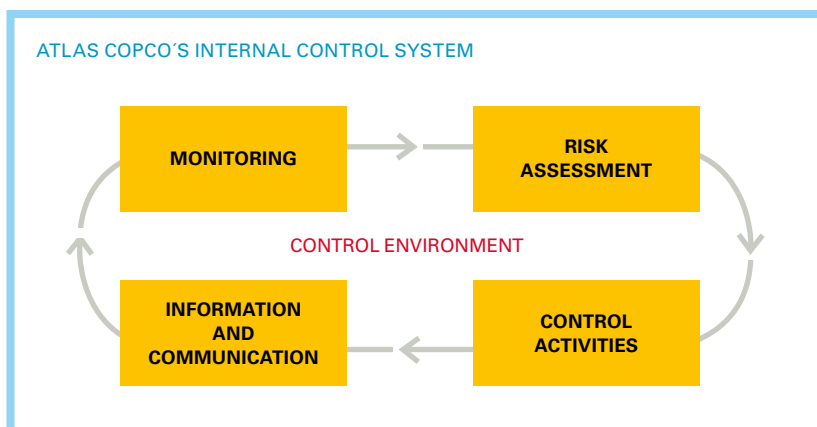 ATLAS COPCO´S INTERNAL CONTROL SYSTEM
MONITORING
RISK
ASSESSMENT
CONTROL ENVIRONMENT
INFORMATION
AND
COMMUNICATION
CONTROL
ACTIVITIES